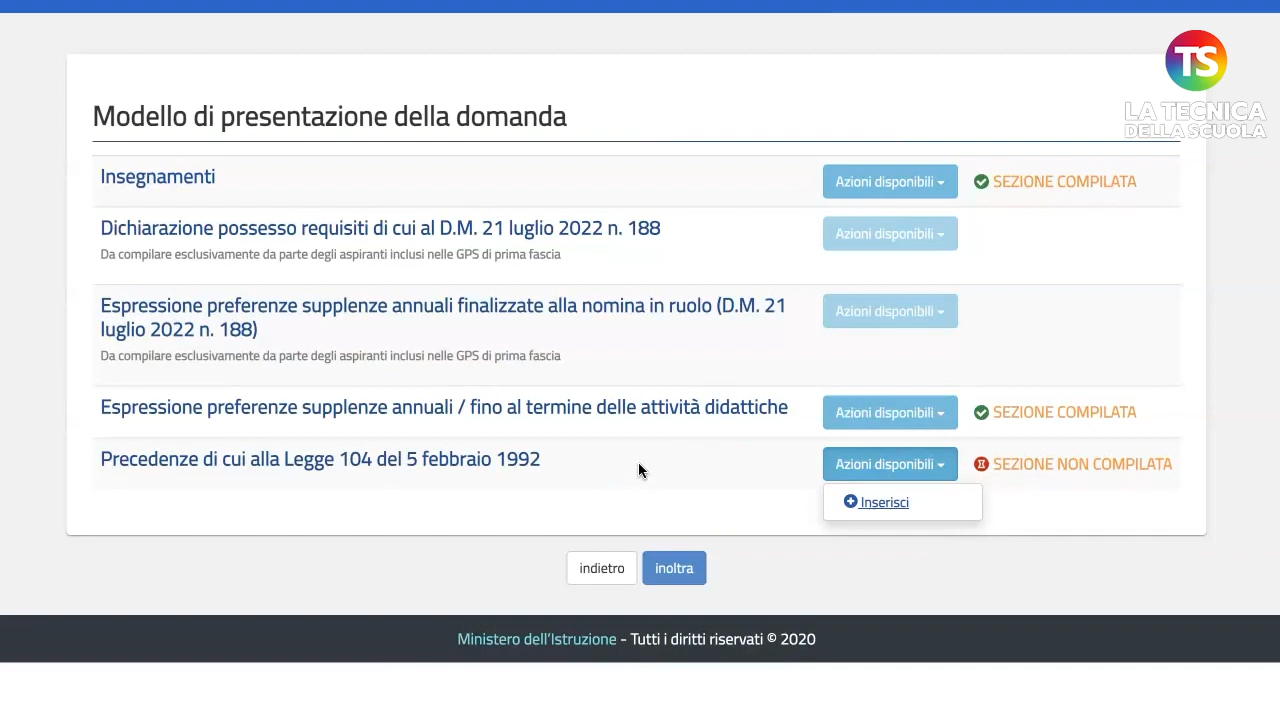 TS
LA TECNICA
DELLA SCUOLA
Modello di presentazione della domanda
Insegnamenti
Azioni disponibili
SEZIONE COMPILATA
Dichiarazione possesso requisiti di cui al D.M. 21 luglio 2022 n. 188
Azioni disponibili
Da compilare esclusivamente da parte degli aspiranti inclusi nelle GPS di prima fascia
Espressione preferenze supplenze annuali finalizzate alla nomina in ruolo (D.M. 21
luglio 2022 n. 188)
Azioni disponibili
Da compilare esclusivamente da parte degli aspiranti inclusi nelle GPS di prima fascia
Espressione preferenze supplenze annuali / fino al termine delle attività didattiche
Azioni disponibili
SEZIONE COMPILATA
Precedenze di cui alla Legge 104 del 5 febbraio 1992
Azioni disponibili
SEZIONE NON COMPILATA
Inserisci
indietro
inoltra
Ministero dell'Istruzione - Tutti i diritti riservati © 2020